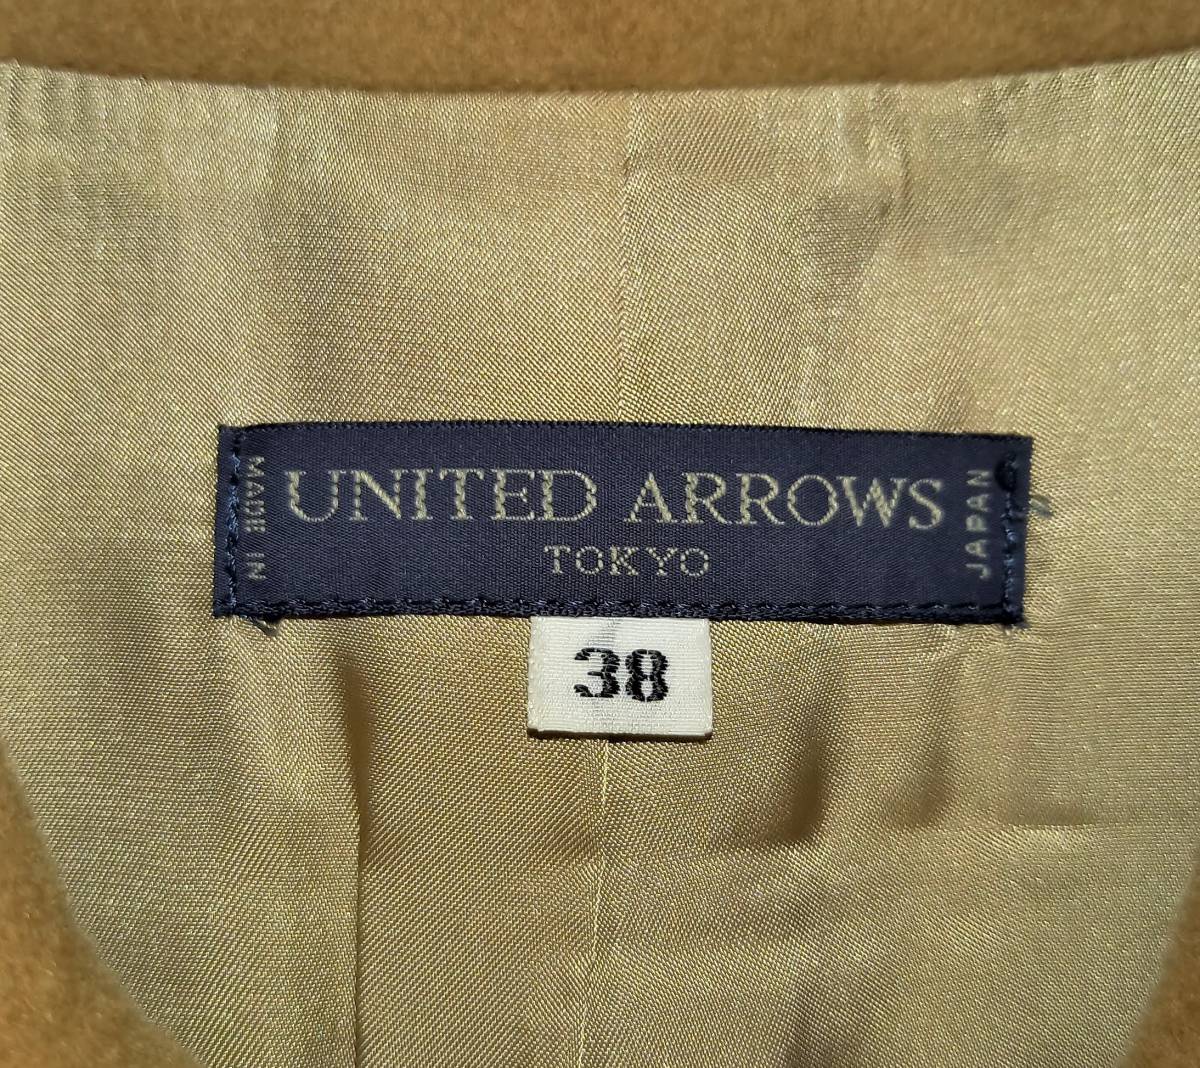 UNITED ARROWS
TOKYO
MADE IN
JAPAN
38